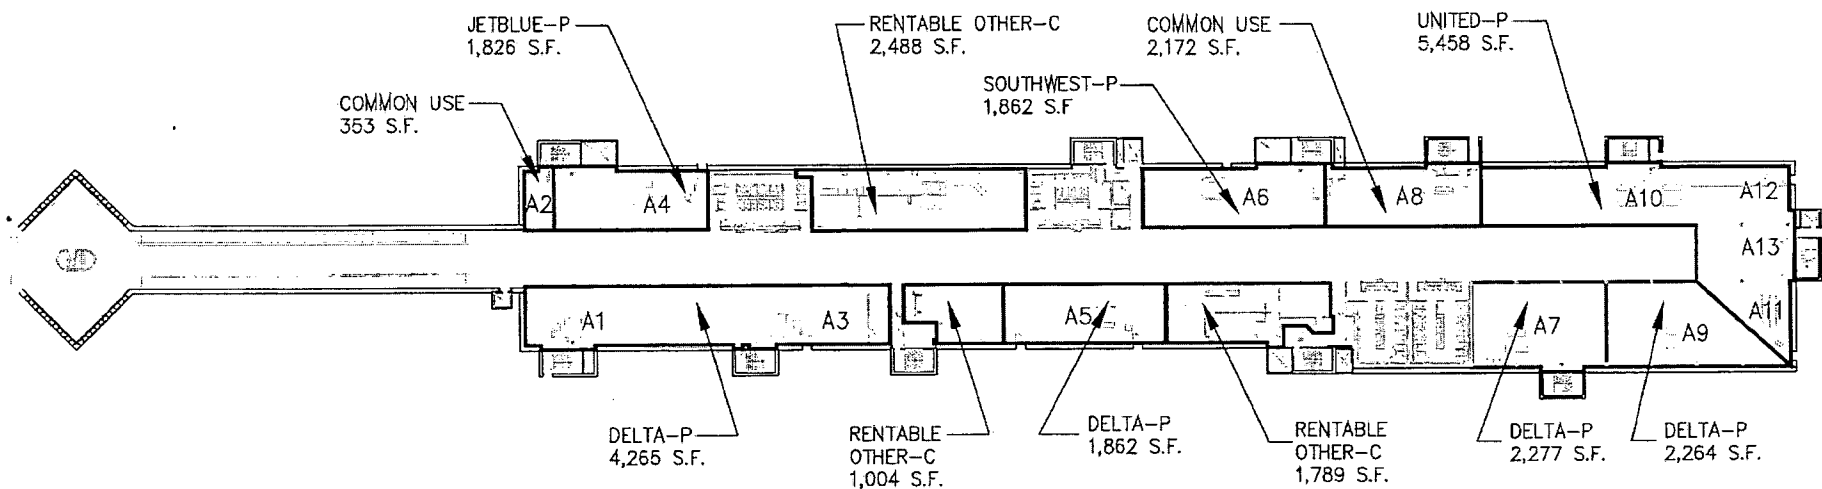 JETBLUE-P
1,826 S.F.
RENTABLE OTHER-C
2,488 S.F.
COMMON USE
2,172 S.F.
UNITED-P
5,458 S.F.
COMMON USE
353 S.F.
SOUTHWEST-P
1,862 S.F
A2
A4
A6
A8
A10
A12
A13
A1
A3
A5
A7
A9
A11
DELTA-P
4,265 S.F.
RENTABLE
OTHER-C
1,004 S.F.
DELTA-P
1,862 S.F.
RENTABLE
OTHER-C
1,789 S.F.
DELTA-P
2,277 S.F.
DELTA-P
2,264 S.F.